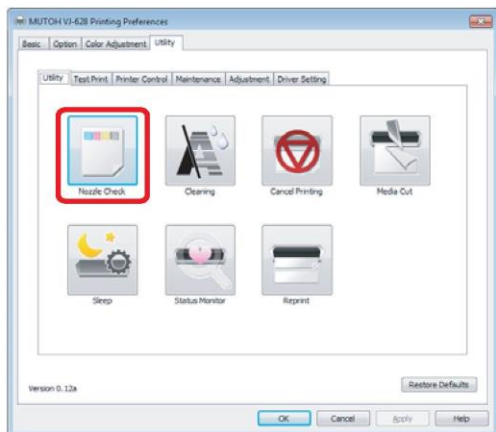 MUTOH VJ-628 Printing Preferences
Basic Option Color Adjustment Utility
Utility Test Print Printer Control Maintenance Adjustment Driver Setting
Nozzle Check Cleaning Cancel Printing Media Cut
Sleep Status Monitor Reprint
Version 0.12a
Restore Defaults
OK Cancel Apply Help